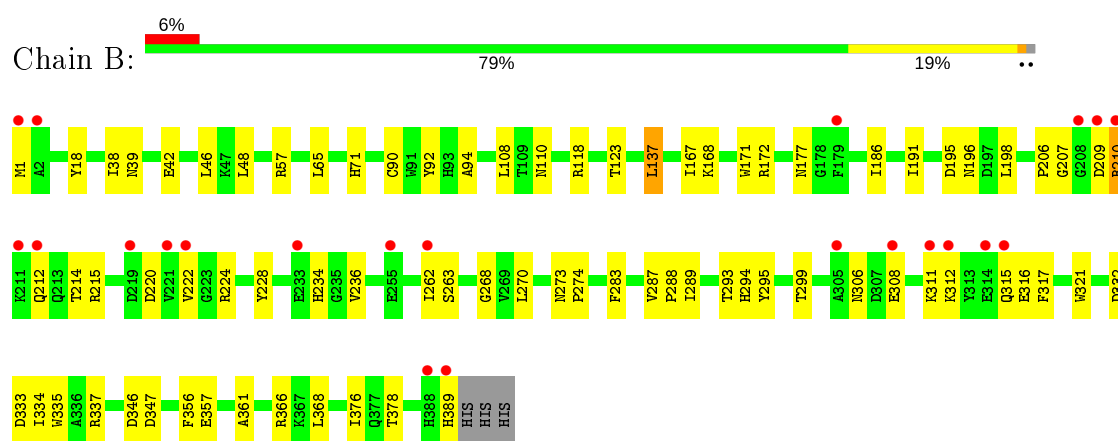 6%
Chain B:
79% 19% ••
M1 A2 Y18 I38 N39 E42 L46 K47 L48 R57 L65 H71 C90 W91 Y92 H93 A94 L108 T109 N110 R118 T123 L137 I167 K168 W171 R172 N177 G178 F179 I186 I191 D195 N196 D197 L198 P206 G207 G208 D209 R210
K211 Q212 Q213 T214 R215 D219 D220 V221 V222 G223 R224 Y228 E233 H234 G235 V236 E255 I262 S263 G268 V269 L270 N273 P274 F283 V287 P288 I289 T293 H294 Y295 T299 A305 N306 D307 E308 K311 K312 Y313 E314 Q315 E316 F317 W321
D333 I334 W335 A336 R337 D346 D347 F356 E357 A361 R366 K367 L368 I376 Q377 T378 H388 H389 HIS HIS HIS